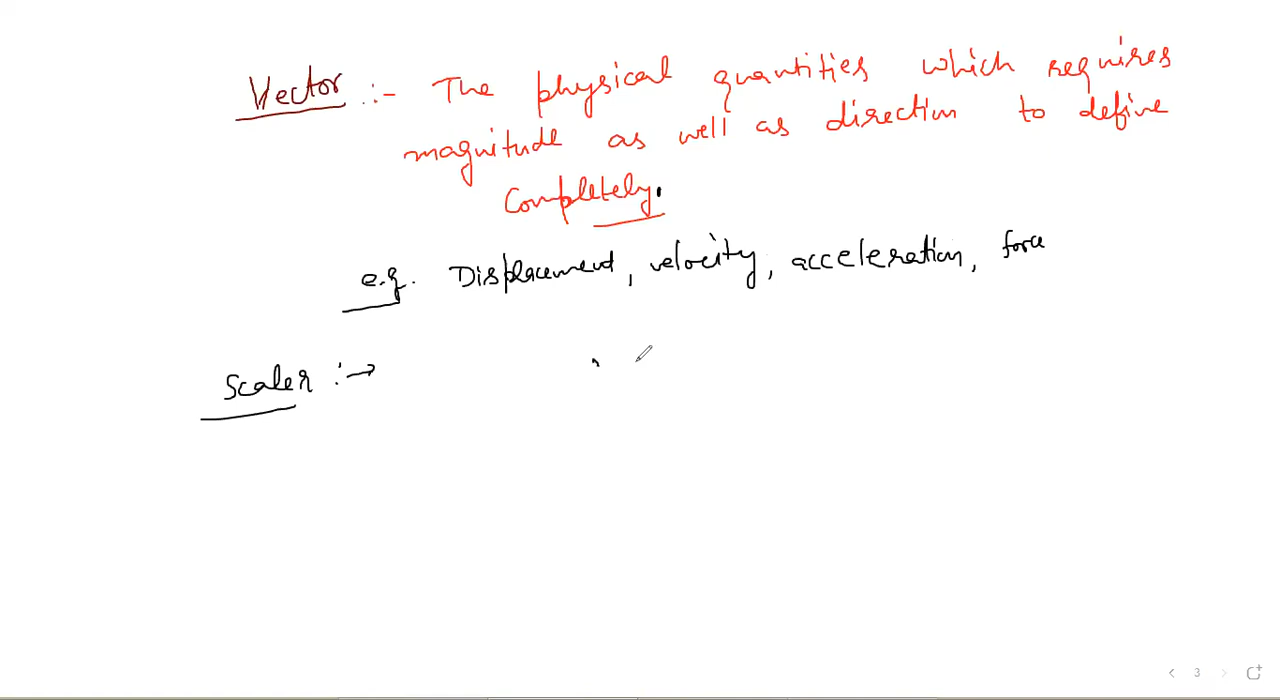 Vector :- The physical quantities which requires
magnitude as well as direction to define
Completely.
e.g. Displacement, velocity, acceleration, force
Scaler :→
< 3 >